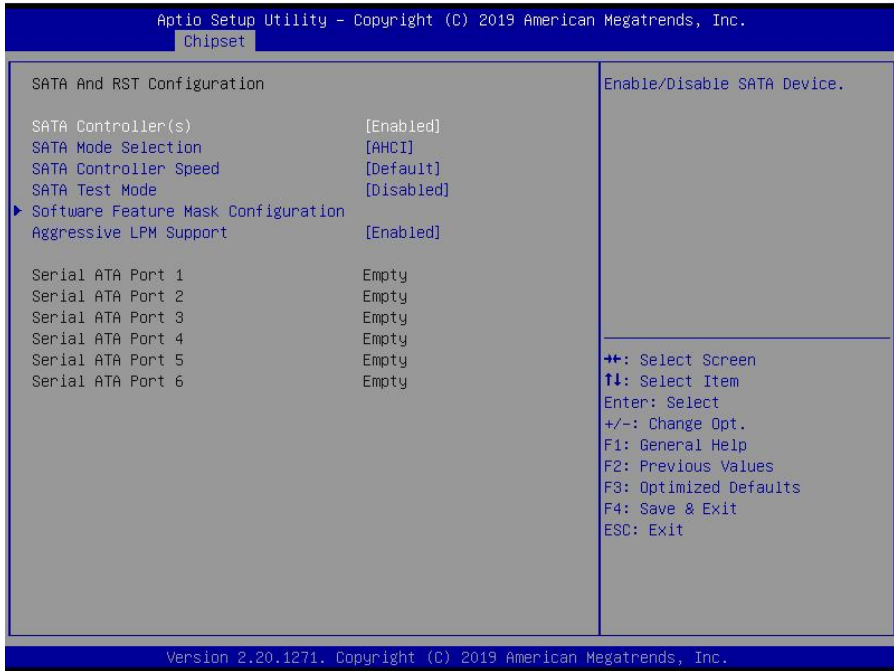 Aptio Setup Utility – Copyright (C) 2019 American Megatrends, Inc.
Chipset
SATA And RST Configuration
SATA Controller(s) [Enabled]
SATA Mode Selection [AHCI]
SATA Controller Speed [Default]
SATA Test Mode [Disabled]
▶ Software Feature Mask Configuration
Aggressive LPM Support [Enabled]
Serial ATA Port 1 Empty
Serial ATA Port 2 Empty
Serial ATA Port 3 Empty
Serial ATA Port 4 Empty
Serial ATA Port 5 Empty
Serial ATA Port 6 Empty
Enable/Disable SATA Device.
→←: Select Screen
↑↓: Select Item
Enter: Select
+/-: Change Opt.
F1: General Help
F2: Previous Values
F3: Optimized Defaults
F4: Save & Exit
ESC: Exit
Version 2.20.1271. Copyright (C) 2019 American Megatrends, Inc.